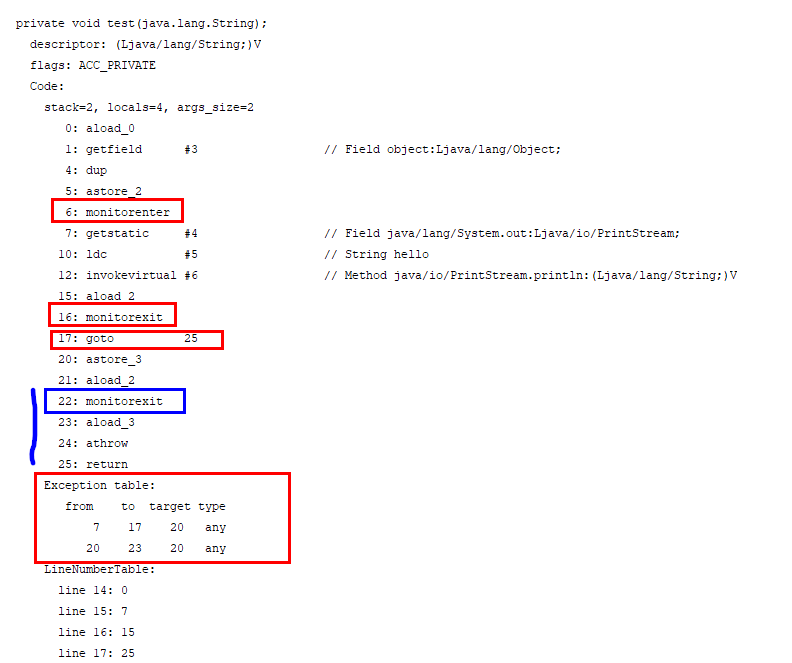 private void test(java.lang.String);
descriptor: (Ljava/lang/String;)V
flags: ACC_PRIVATE
Code:
stack=2, locals=4, args_size=2
0: aload_0
1: getfield #3 // Field object:Ljava/lang/Object;
4: dup
5: astore_2
6: monitorenter
7: getstatic #4 // Field java/lang/System.out:Ljava/io/PrintStream;
10: ldc #5 // String hello
12: invokevirtual #6 // Method java/io/PrintStream.println:(Ljava/lang/String;)V
15: aload_2
16: monitorexit
17: goto 25
20: astore_3
21: aload_2
22: monitorexit
23: aload_3
24: athrow
25: return
Exception table:
from to target type
7 17 20 any
20 23 20 any
LineNumberTable:
line 14: 0
line 15: 7
line 16: 15
line 17: 25